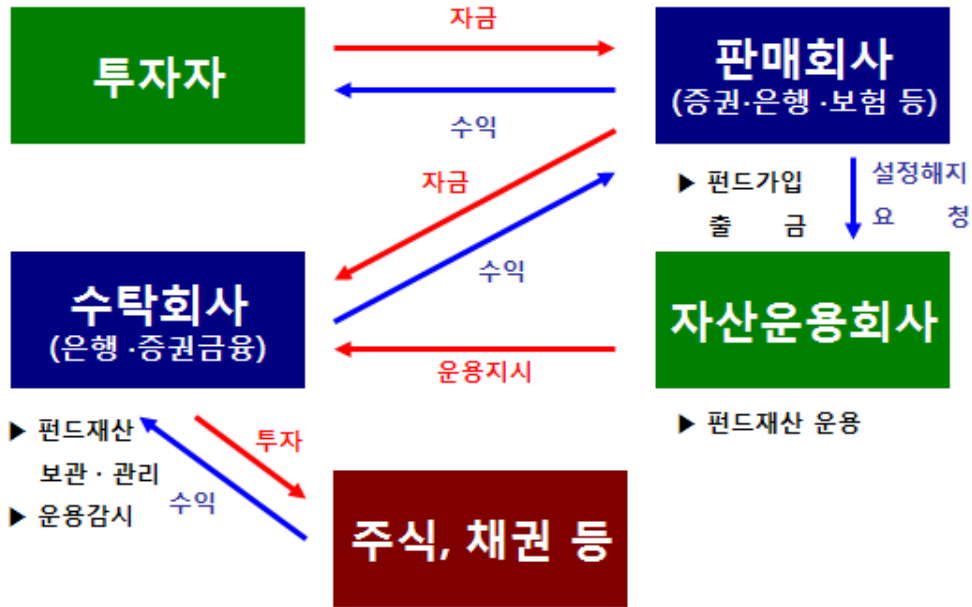 자금
투자자
판매회사
(증권·은행 ·보험 등)
수익
자금
▶ 펀드가입
출 금
설정해지
요 청
수익
수탁회사
(은행 ·증권금융)
자산운용회사
운용지시
▶ 펀드재산
보관 · 관리
▶ 운용감시
투자
수익
▶ 펀드재산 운용
주식, 채권 등